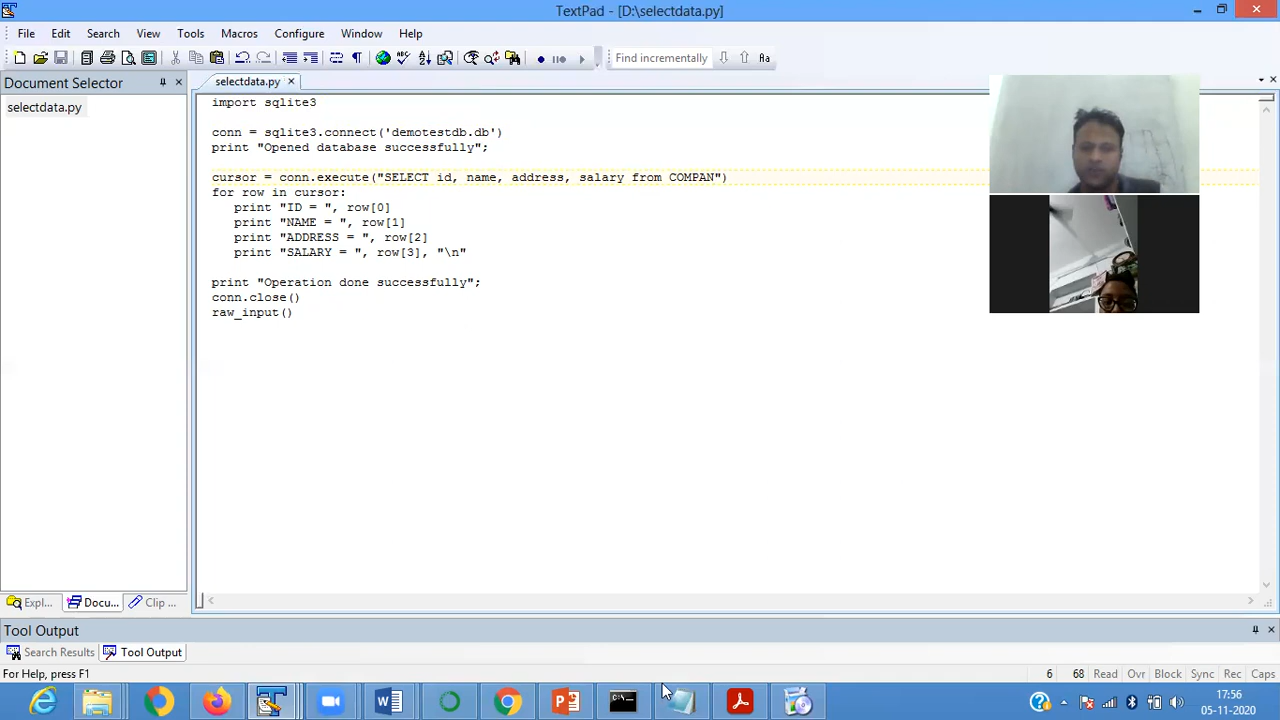 TextPad - [D:\selectdata.py]
File Edit Search View Tools Macros Configure Window Help
Find incrementally
Document Selector
selectdata.py
selectdata.py
import sqlite3
conn = sqlite3.connect('demotestdb.db')
print "Opened database successfully";
cursor = conn.execute("SELECT id, name, address, salary from COMPAN")
for row in cursor:
print "ID = ", row[0]
print "NAME = ", row[1]
print "ADDRESS = ", row[2]
print "SALARY = ", row[3], "\n"
print "Operation done successfully";
conn.close()
raw_input()
Expl... Docu... Clip ...
Tool Output
Search Results Tool Output
For Help, press F1
6 68 Read Ovr Block Sync Rec Caps
17:56
05-11-2020